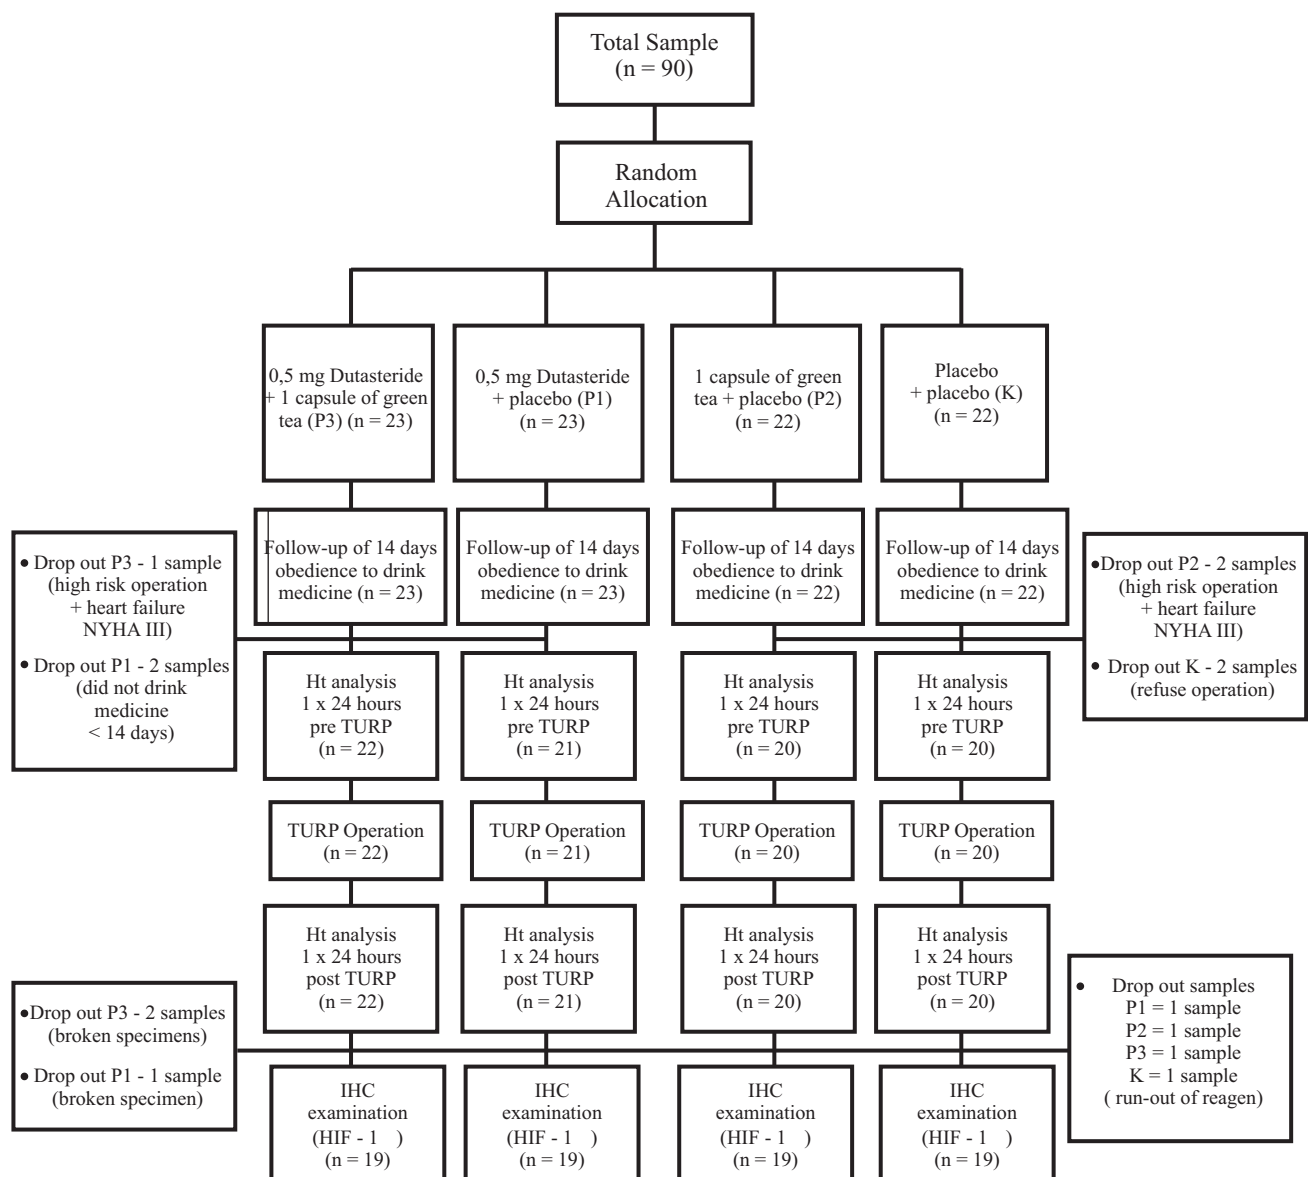 Total Sample
(n = 90)
Random
Allocation
0,5 mg Dutasteride
+ 1 capsule of green
tea (P3) (n = 23)
0,5 mg Dutasteride
+ placebo (P1)
(n = 23)
1 capsule of green
tea + placebo (P2)
(n = 22)
Placebo
+ placebo (K)
(n = 22)
Follow-up of 14 days
obedience to drink
medicine (n = 23)
Follow-up of 14 days
obedience to drink
medicine (n = 23)
Follow-up of 14 days
obedience to drink
medicine (n = 22)
Follow-up of 14 days
obedience to drink
medicine (n = 22)
• Drop out P3 - 1 sample
(high risk operation
+ heart failure
NYHA III)
• Drop out P1 - 2 samples
(did not drink
medicine
< 14 days)
•Drop out P2 - 2 samples
(high risk operation
+ heart failure
NYHA III)
• Drop out K - 2 samples
(refuse operation)
Ht analysis
1 x 24 hours
pre TURP
(n = 22)
Ht analysis
1 x 24 hours
pre TURP
(n = 21)
Ht analysis
1 x 24 hours
pre TURP
(n = 20)
Ht analysis
1 x 24 hours
pre TURP
(n = 20)
TURP Operation
(n = 22)
TURP Operation
(n = 21)
TURP Operation
(n = 20)
TURP Operation
(n = 20)
Ht analysis
1 x 24 hours
post TURP
(n = 22)
Ht analysis
1 x 24 hours
post TURP
(n = 21)
Ht analysis
1 x 24 hours
post TURP
(n = 20)
Ht analysis
1 x 24 hours
post TURP
(n = 20)
•Drop out P3 - 2 samples
(broken specimens)
• Drop out P1 - 1 sample
(broken specimen)
• Drop out samples
P1 = 1 sample
P2 = 1 sample
P3 = 1 sample
K = 1 sample
( run-out of reagen)
IHC
examination
(HIF - 1 )
(n = 19)
IHC
examination
(HIF - 1 )
(n = 19)
IHC
examination
(HIF - 1 )
(n = 19)
IHC
examination
(HIF - 1 )
(n = 19)